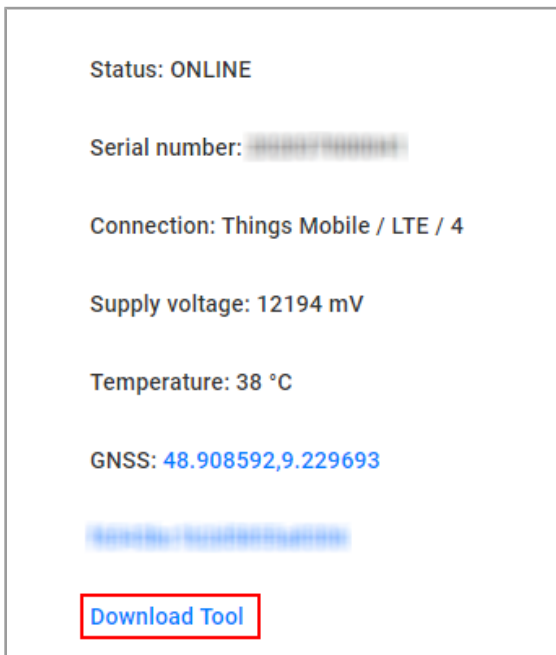 Status: ONLINE
Serial number:
Connection: Things Mobile / LTE / 4
Supply voltage: 12194 mV
Temperature: 38 °C
GNSS: 48.908592,9.229693
Download Tool